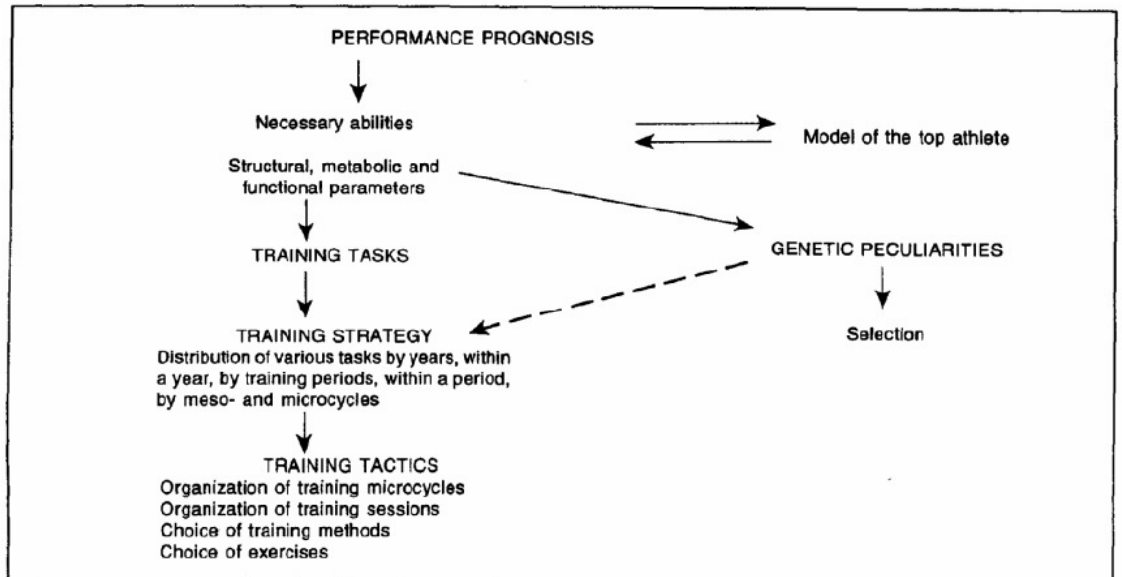 PERFORMANCE PROGNOSIS
Necessary abilities
Model of the top athlete
Structural, metabolic and
functional parameters
TRAINING TASKS
GENETIC PECULIARITIES
TRAINING STRATEGY
Distribution of various tasks by years, within
a year, by training periods, within a period,
by meso- and microcycles
Selection
TRAINING TACTICS
Organization of training microcycles
Organization of training sessions
Choice of training methods
Choice of exercises